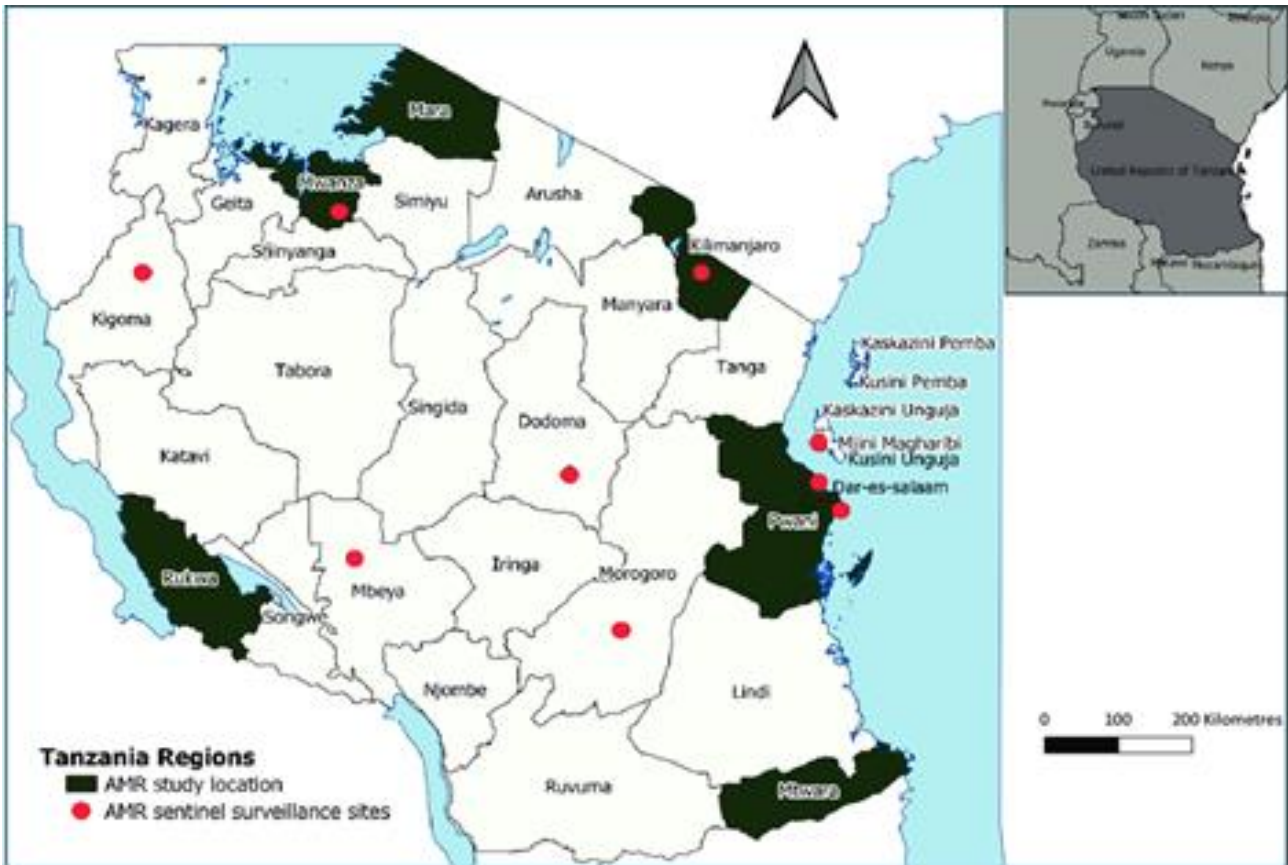 Uganda
Kenya
United Republic of Tanzan
Zambia
Mara
Kagera
Mwanza
Geita
Simiyu
Arusha
Shinyanga
Kilimanjaro
Kigoma
Manyara
Kaskazini Pemba
Tabora
Tanga
Kusini Pemba
Singida
Dodoma
Kaskazini Unguja
Katavi
Mjini Magharibi
Kusini Unguja
Dar-es-salaam
Pwani
Rukwa
Mbeya
Iringa
Morogoro
Songwe
Njombe
Lindi
0 100 200 Kilometres
Tanzania Regions
AMR study location
AMR sentinel surveillance sites
Ruvuma
Mtwara